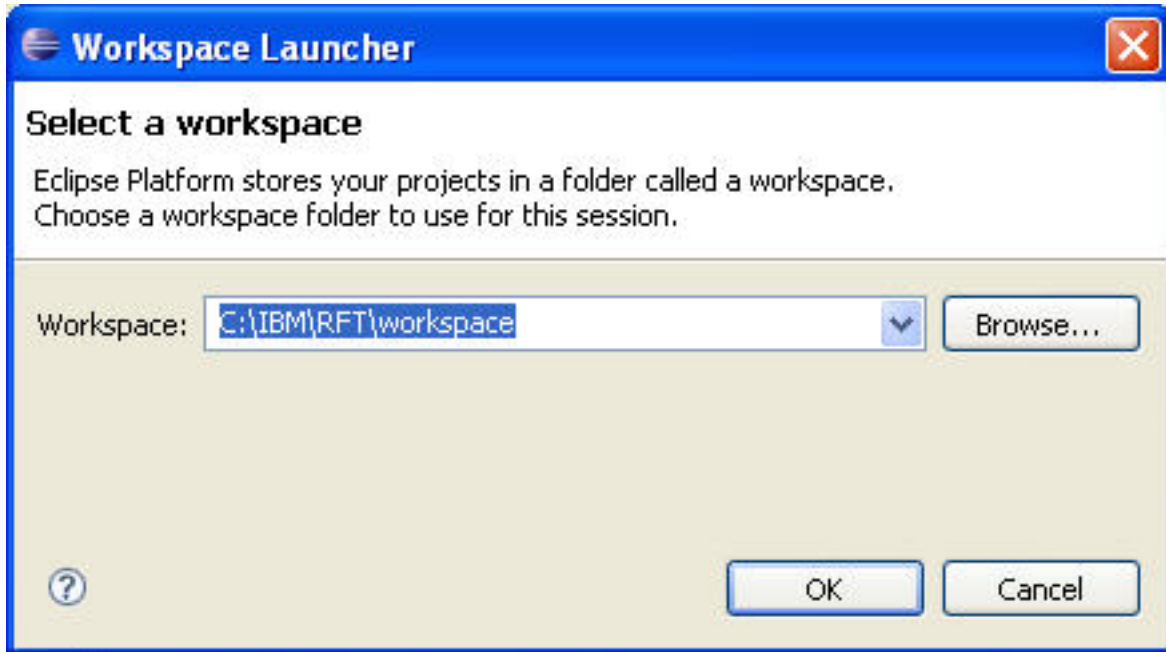 Workspace Launcher
Select a workspace
Eclipse Platform stores your projects in a folder called a workspace.
Choose a workspace folder to use for this session.
Workspace: C:\IBM\RFT\workspace Browse...
? OK Cancel